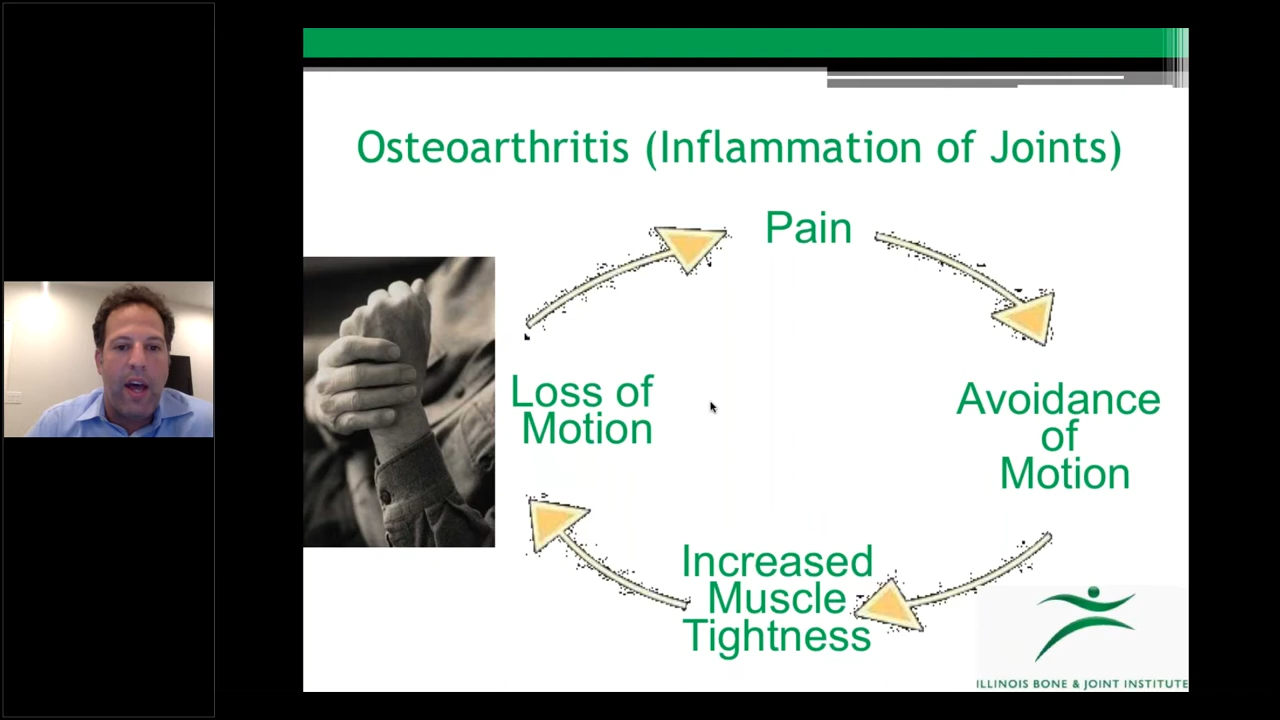 Osteoarthritis (Inflammation of Joints)
Pain
Loss of
Motion
Avoidance
of
Motion
Increased
Muscle
Tightness
ILLINOIS BONE & JOINT INSTITUTE